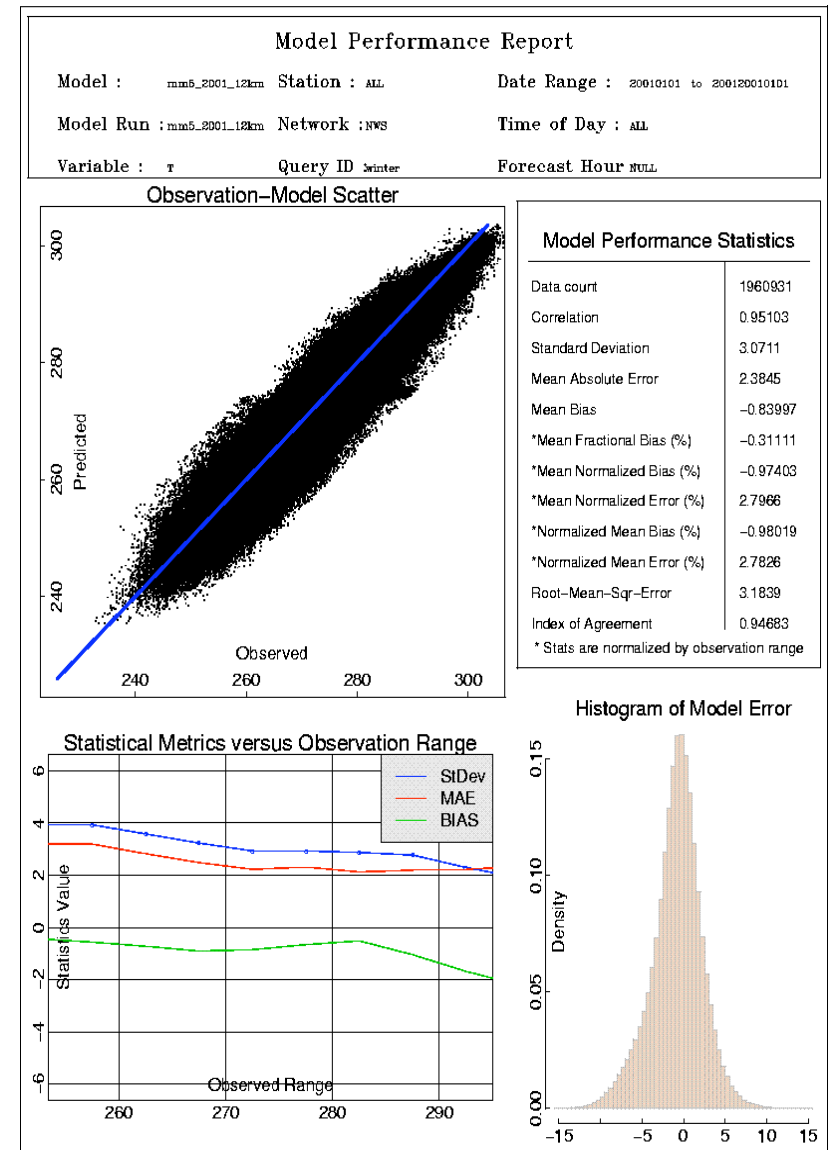 Model Performance Report
Model : mm5_2001_12km Station : ALL Date Range : 20010101 to 200120010101
Model Run : mm5_2001_12km Network : NWS Time of Day : ALL
Variable : T Query ID : winter Forecast Hour NULL
Observation-Model Scatter
300
280
260
240
Predicted
Observed
240 260 280 300
Model Performance Statistics
Data count 1960931
Correlation 0.95103
Standard Deviation 3.0711
Mean Absolute Error 2.3845
Mean Bias -0.83997
*Mean Fractional Bias (%) -0.31111
*Mean Normalized Bias (%) -0.97403
*Mean Normalized Error (%) 2.7966
*Normalized Mean Bias (%) -0.98019
*Normalized Mean Error (%) 2.7826
Root-Mean-Sqr-Error 3.1839
Index of Agreement 0.94683
* Stats are normalized by observation range
Statistical Metrics versus Observation Range
StDev
MAE
BIAS
6
4
2
0
-2
-4
-6
Statistics Value
Observed Range
260 270 280 290
Histogram of Model Error
0.15
0.10
0.05
0.00
Density
-15 -5 0 5 10 15